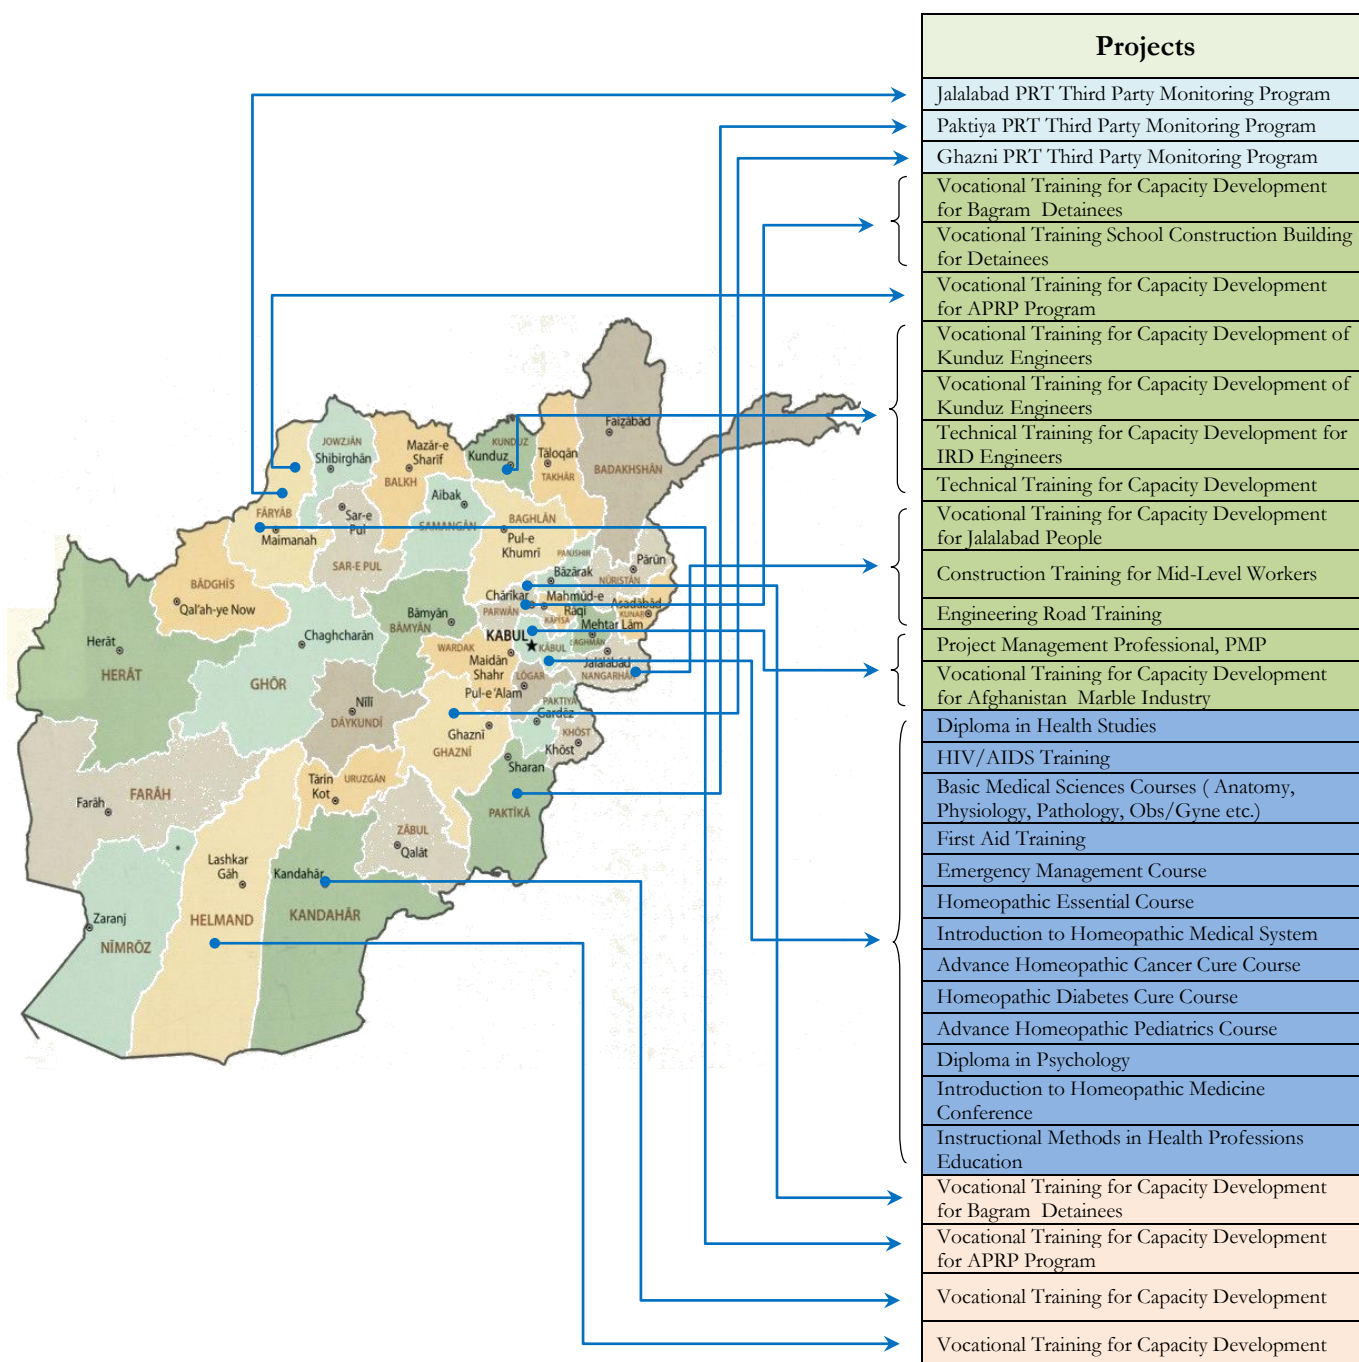 Projects
Jalalabad PRT Third Party Monitoring Program
Paktiya PRT Third Party Monitoring Program
Ghazni PRT Third Party Monitoring Program
Vocational Training for Capacity Development
for Bagram  Detainees
Vocational Training School Construction Building
for Detainees
Vocational Training for Capacity Development
for APRP Program
Vocational Training for Capacity Development of
Kunduz Engineers
Vocational Training for Capacity Development of
Kunduz Engineers
Technical Training for Capacity Development for
IRD Engineers
Technical Training for Capacity Development
Vocational Training for Capacity Development
for Jalalabad People
Construction Training for Mid-Level Workers
Engineering Road Training
Project Management Professional, PMP
Vocational Training for Capacity Development
for Afghanistan  Marble Industry
Diploma in Health Studies
HIV/AIDS Training
Basic Medical Sciences Courses ( Anatomy,
Physiology, Pathology, Obs/Gyne etc.)
First Aid Training
Emergency Management Course
Homeopathic Essential Course
Introduction to Homeopathic Medical System
Advance Homeopathic Cancer Cure Course
Homeopathic Diabetes Cure Course
Advance Homeopathic Pediatrics Course
Diploma in Psychology
Introduction to Homeopathic Medicine
Conference
Instructional Methods in Health Professions
Education
Vocational Training for Capacity Development
for Bagram  Detainees
Vocational Training for Capacity Development
for APRP Program
Vocational Training for Capacity Development
Vocational Training for Capacity Development
JOWZJĀN
Shibirghān
Mazār-e
Sharīf
BALKH
KUNDUZ
Kunduz
Tāloqān
TAKHĀR
Faizābād
BADAKHSHĀN
FĀRYĀB
Maimanah
Sar-e
Pul
SAR-E PUL
Aibak
SAMANGĀN
BAGHLĀN
Pul-e
Khumrī
PANJSHIR
Bāzārak
Pārūn
NŪRISTĀN
BĀDGHĪS
Qal'ah-ye Now
Herāt
HERĀT
Chaghcharān
GHŌR
Bāmyān
BĀMYĀN
Chārīkar
PARWĀN
Mahmūd-e
Rāqī
KĀPĪSA
Asadābād
KUNAR
Mehtar Lām
LAGHMĀN
KABUL
KĀBUL
WARDAK
Maidān
Shahr
Jalālābād
NANGARHĀR
LŌGAR
Pul-e 'Alam
PAKTIYĀ
Gardēz
KHŌST
Khōst
Nīlī
DĀYKUNDĪ
Ghaznī
GHAZNĪ
Sharan
PAKTĪKĀ
Tārīn
Kot
URUZGĀN
Farāh
FARĀH
ZĀBUL
Qalāt
Lashkar
Gāh
HELMAND
Kandahār
KANDAHĀR
Zaranj
NĪMRŌZ